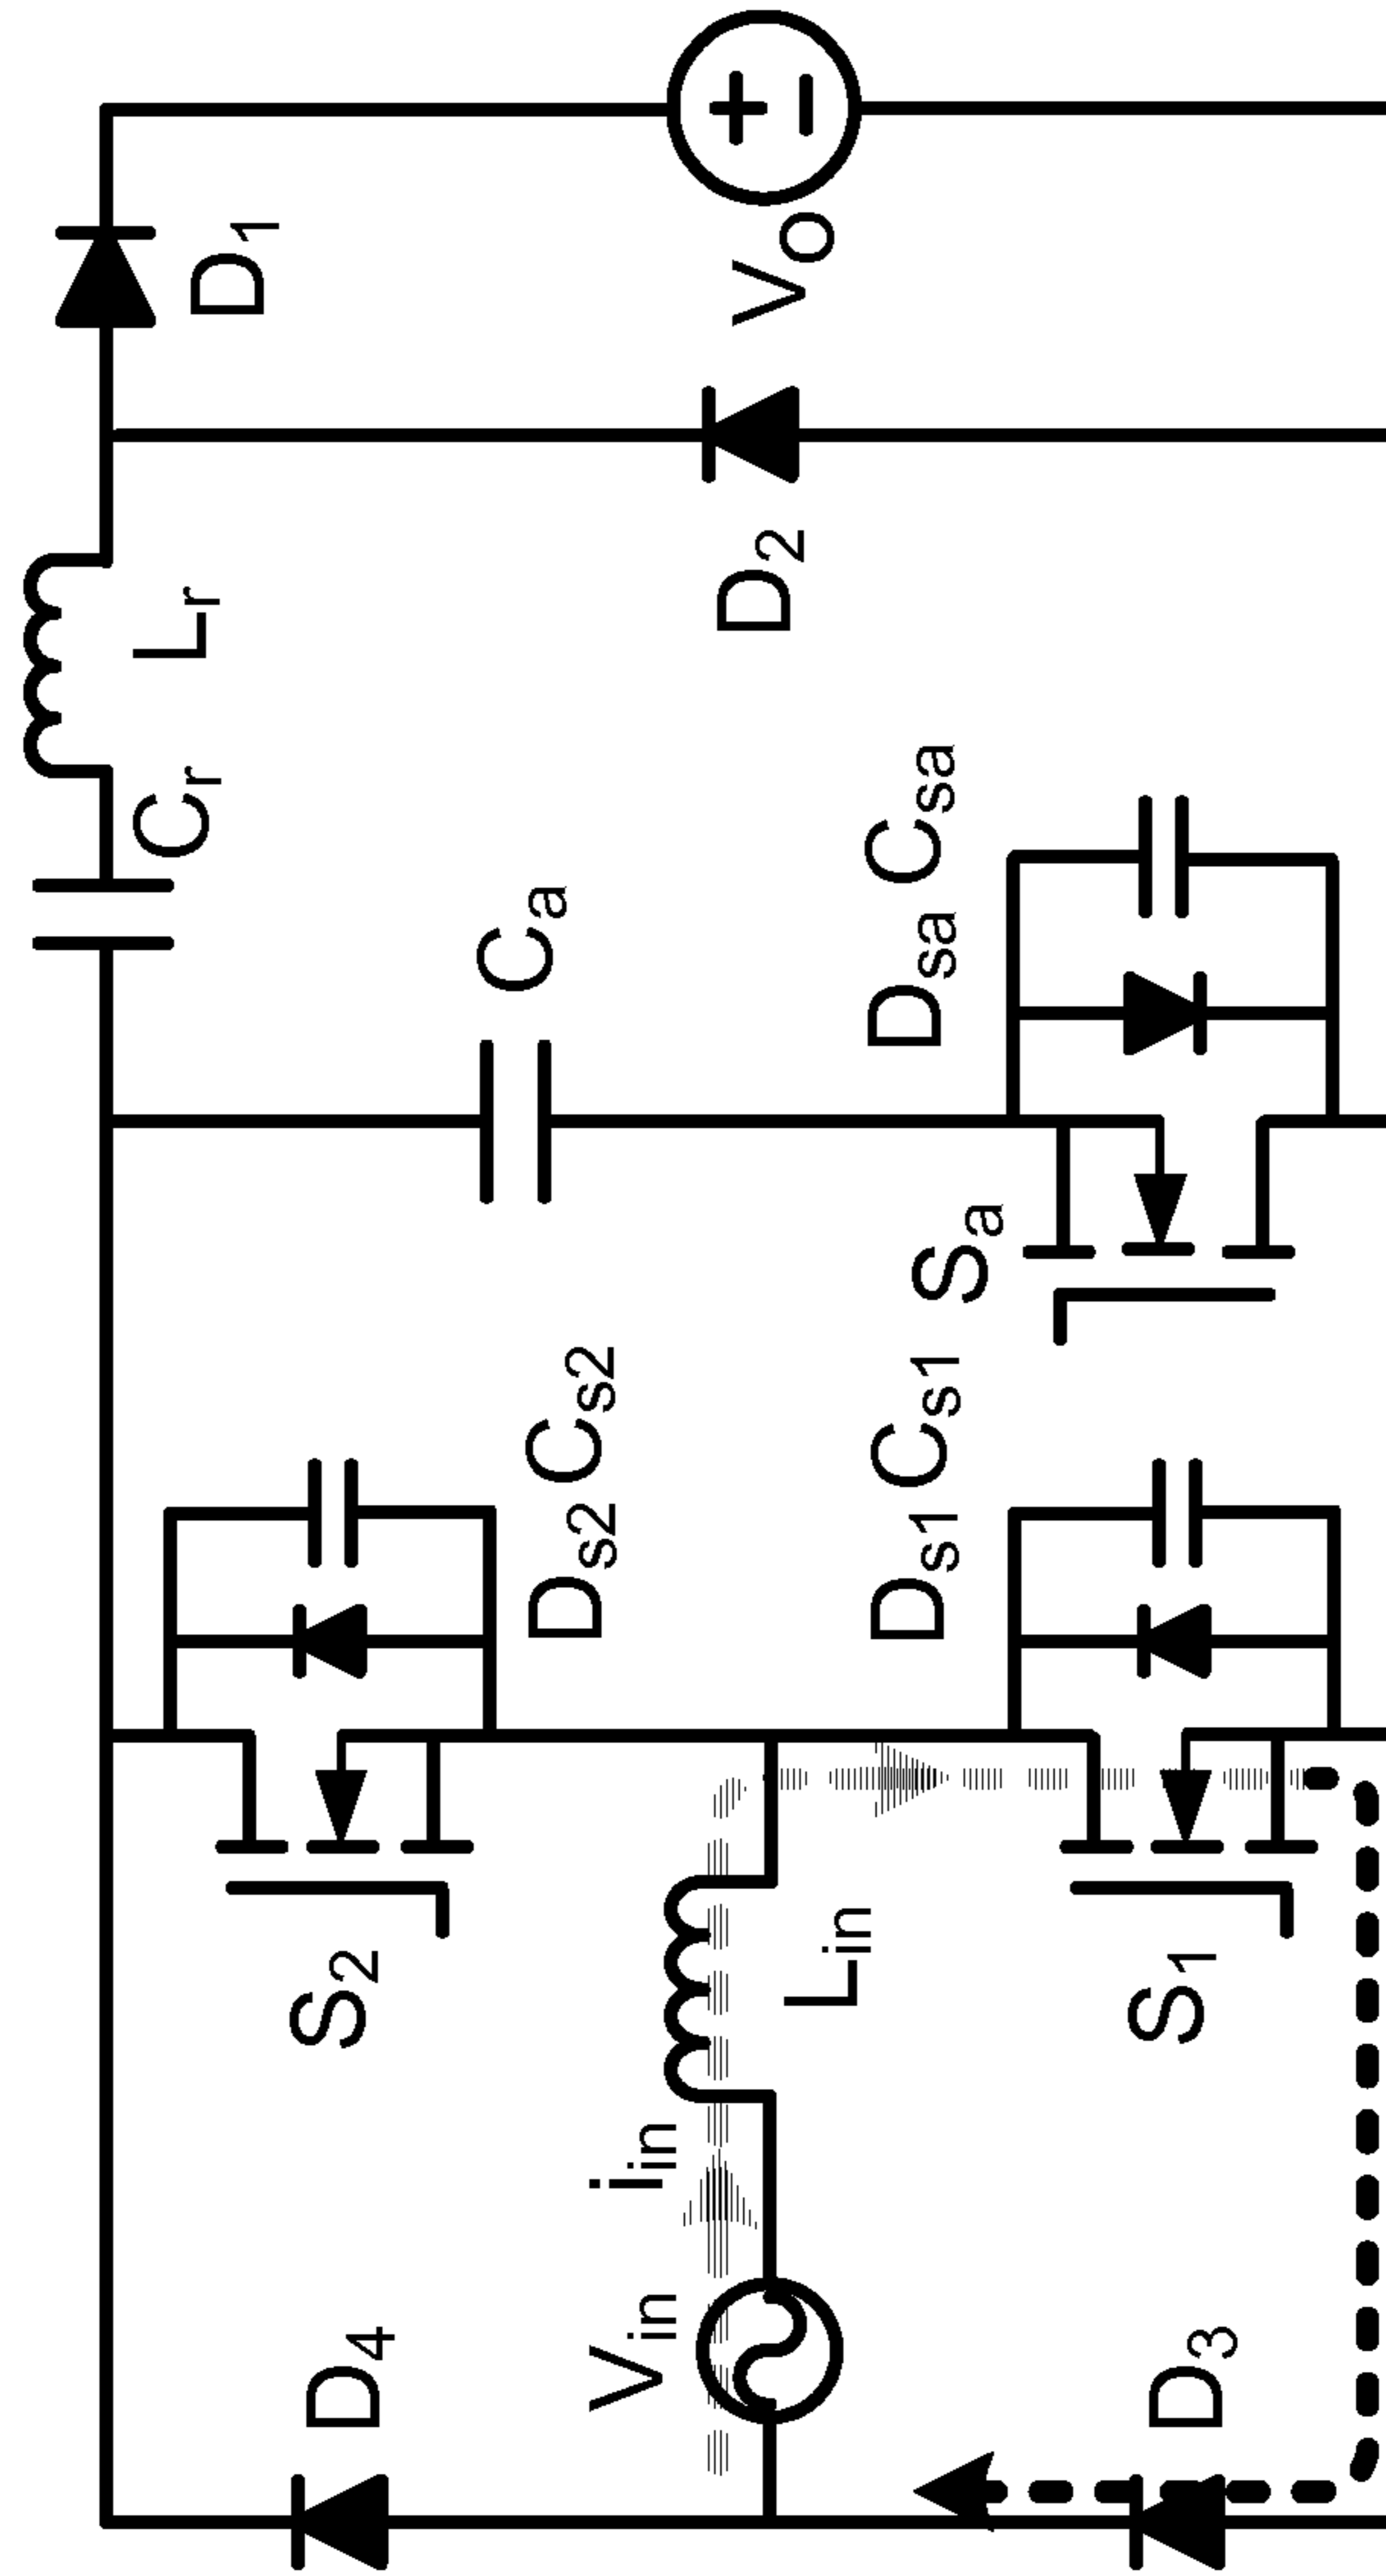 D4
S2
Ds2 Cs2
Ca
Cr
Lr
D1
Vin
iin
Lin
D3
S1
Ds1 Cs1
Sa
Dsa Csa
D2
Vo
+
−